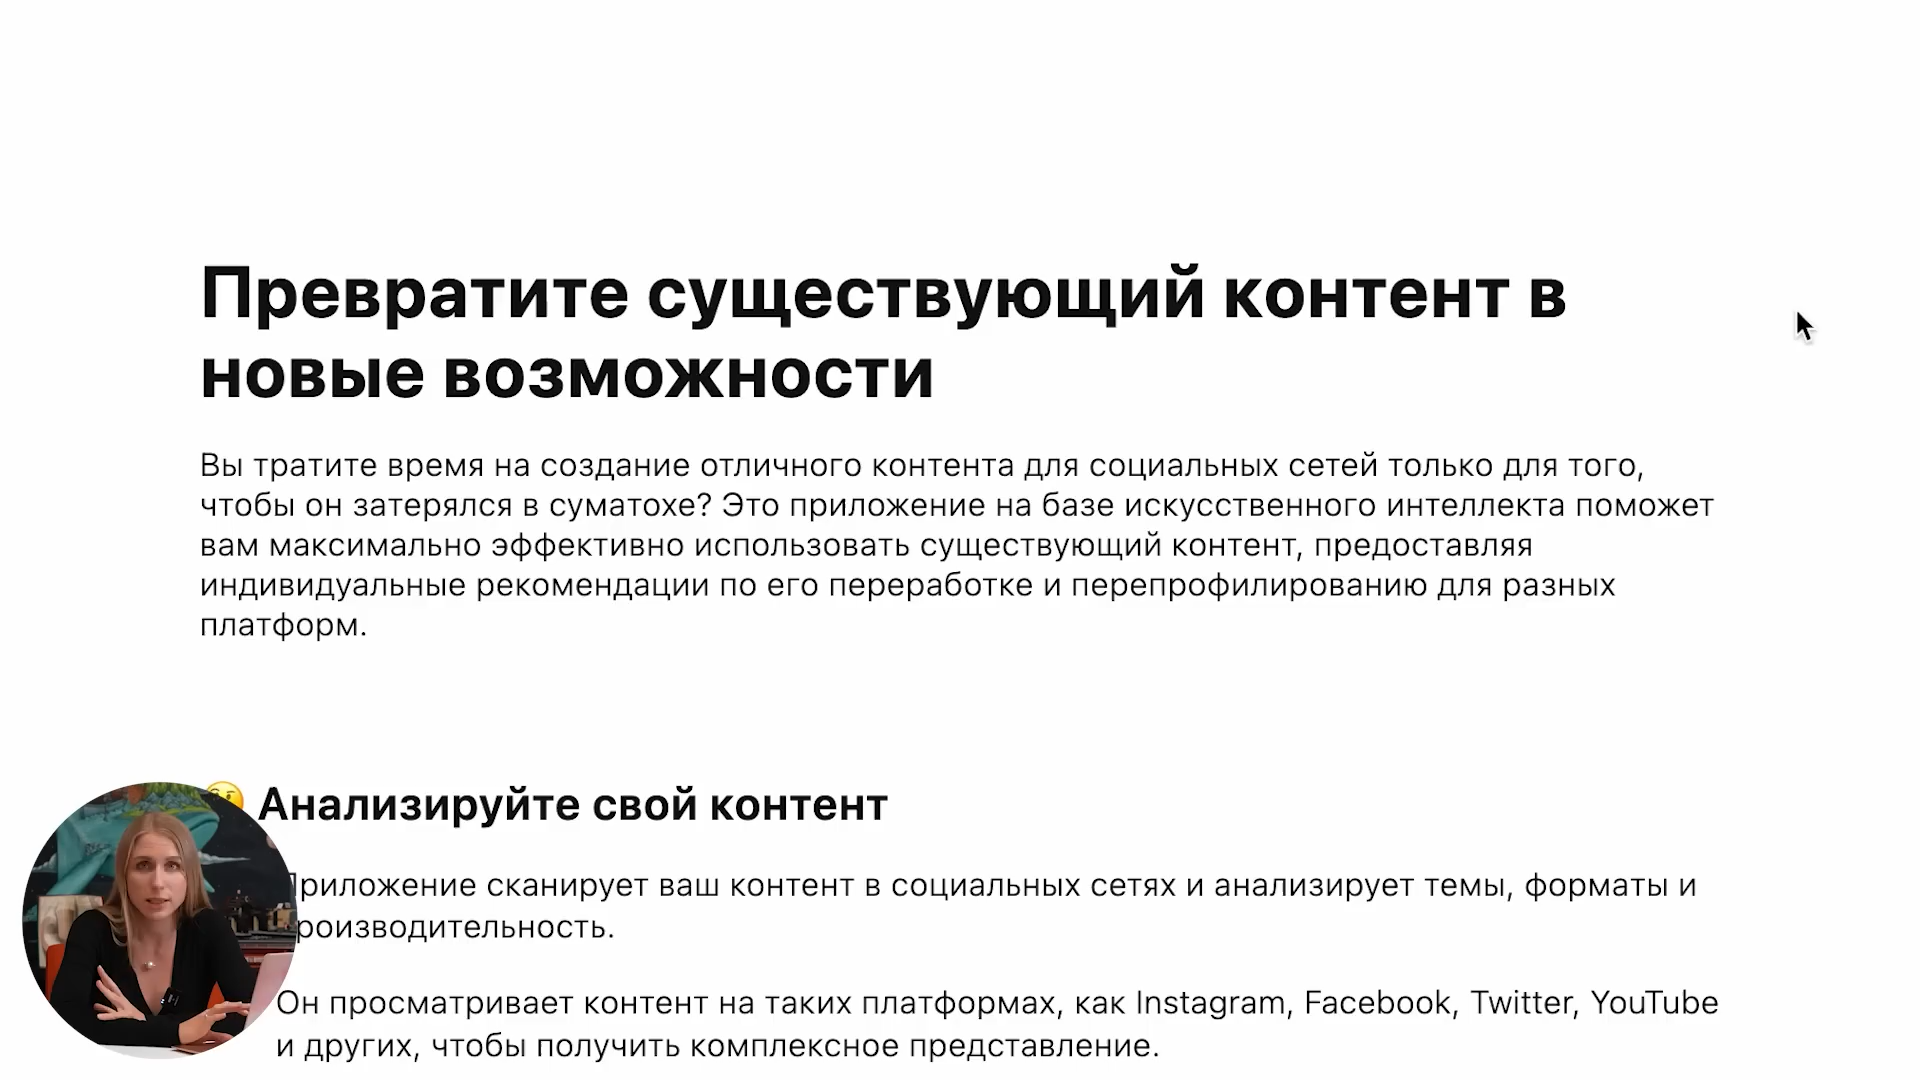 Превратите существующий контент в
новые возможности
Вы тратите время на создание отличного контента для социальных сетей только для того,
чтобы он затерялся в суматохе? Это приложение на базе искусственного интеллекта поможет
вам максимально эффективно использовать существующий контент, предоставляя
индивидуальные рекомендации по его переработке и перепрофилированию для разных
платформ.
Анализируйте свой контент
Приложение сканирует ваш контент в социальных сетях и анализирует темы, форматы и
производительность.
Он просматривает контент на таких платформах, как Instagram, Facebook, Twitter, YouTube
и других, чтобы получить комплексное представление.